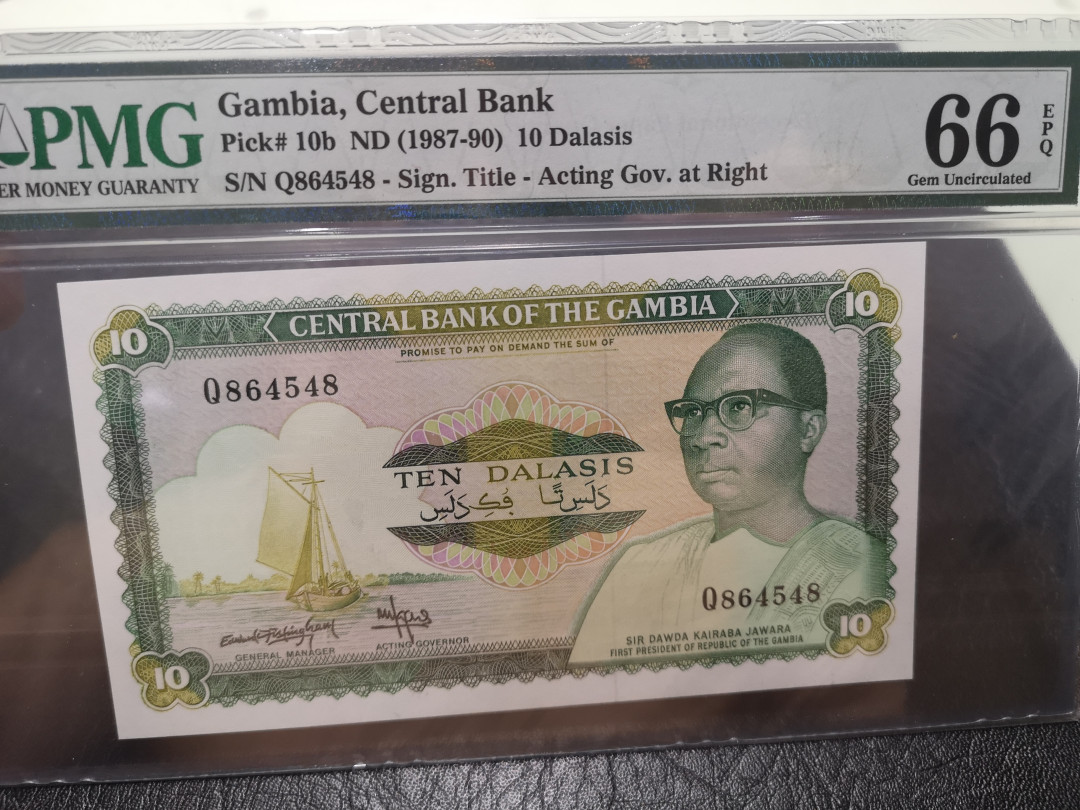 PMG
ER MONEY GUARANTY
Gambia, Central Bank
Pick# 10b ND (1987-90) 10 Dalasis
S/N Q864548 - Sign. Title - Acting Gov. at Right
66
EPQ
Gem Uncirculated
10
CENTRAL BANK OF THE GAMBIA
10
PROMISE TO PAY ON DEMAND THE SUM OF
Q864548
TEN DALASIS
Q864548
GENERAL MANAGER
ACTING GOVERNOR
SIR DAWDA KAIRABA JAWARA
FIRST PRESIDENT OF REPUBLIC OF THE GAMBIA
10
10